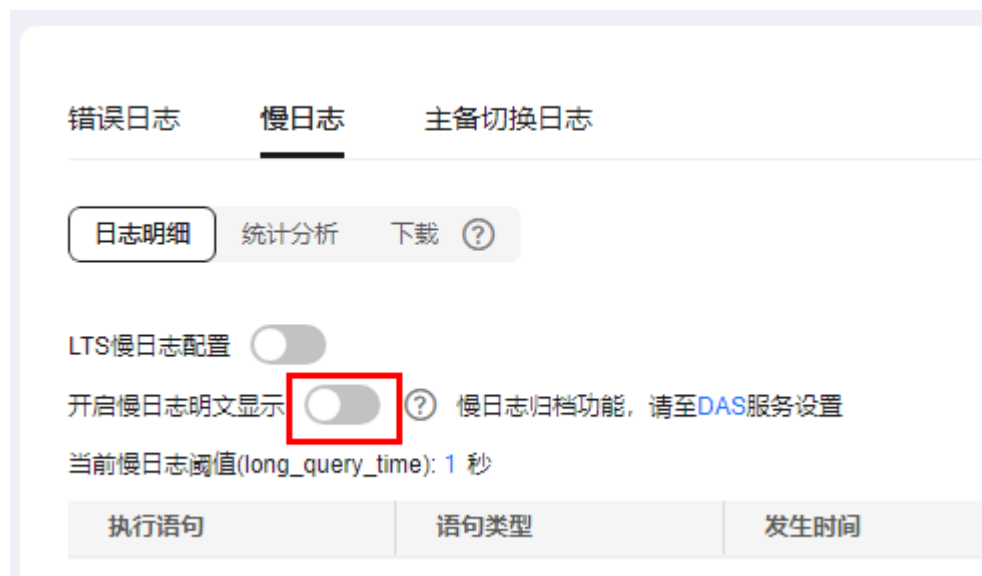 错误日志 慢日志 主备切换日志
日志明细 统计分析 下载 ?
LTS慢日志配置
开启慢日志明文显示 ? 慢日志归档功能，请至DAS服务设置
当前慢日志阈值(long_query_time): 1 秒
执行语句 语句类型 发生时间